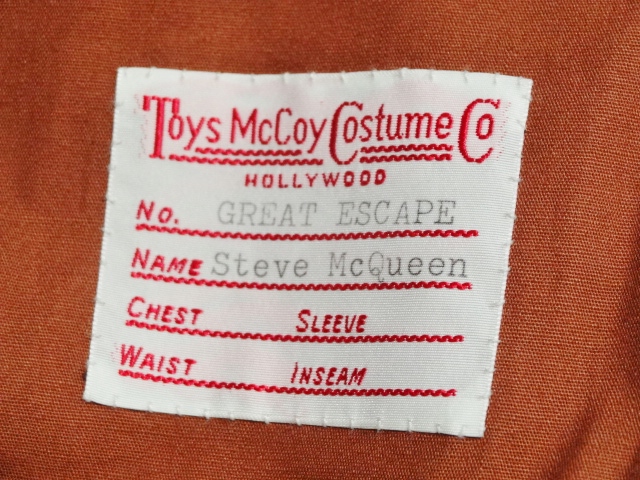 Toys McCoy Costume Co
HOLLYWOOD
No. GREAT ESCAPE
NAME Steve McQueen
CHEST SLEEVE
WAIST INSEAM